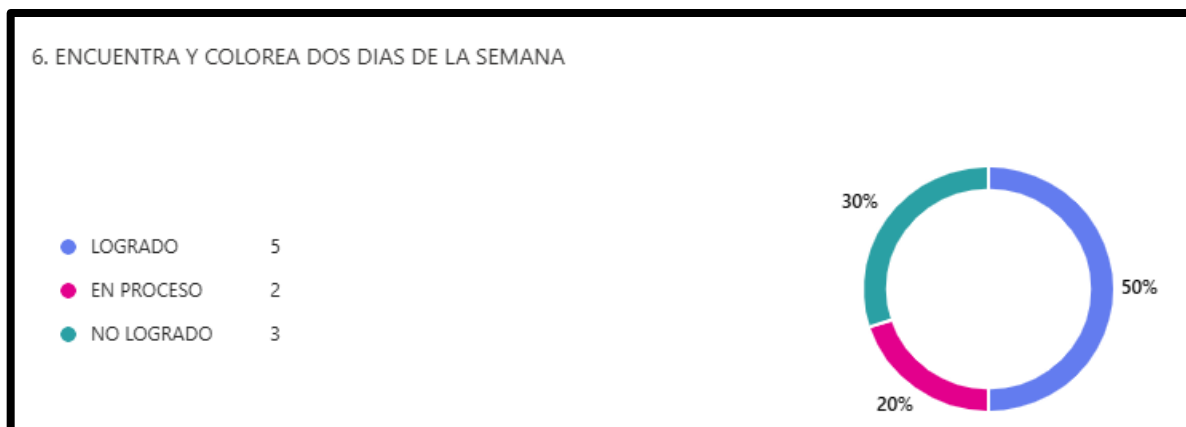 6. ENCUENTRA Y COLOREA DOS DIAS DE LA SEMANA
LOGRADO 5
EN PROCESO 2
NO LOGRADO 3
30%
50%
20%